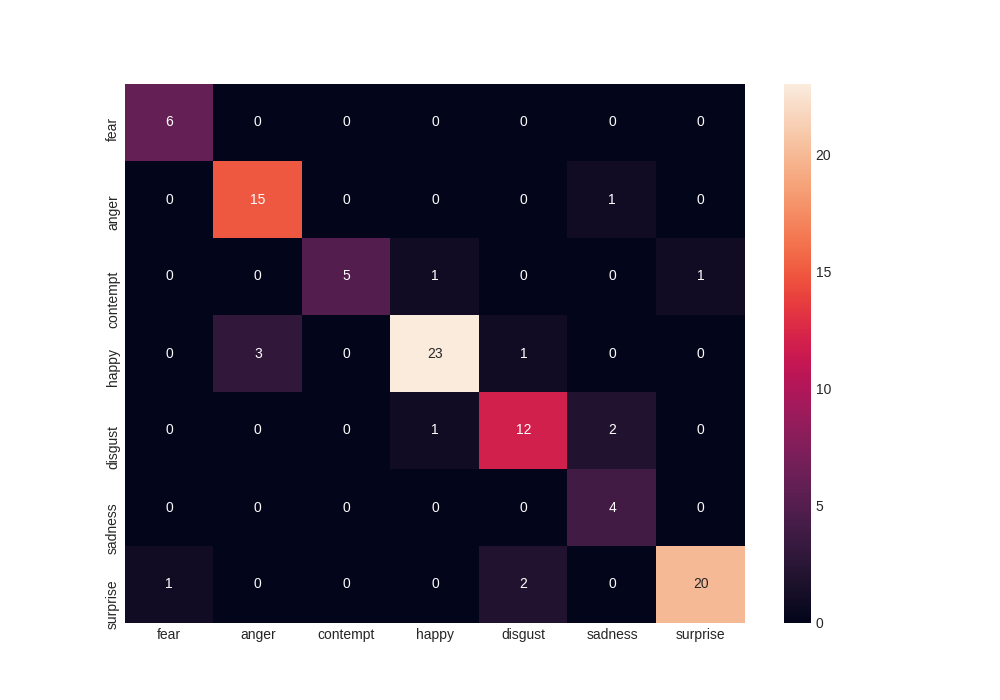 fear 6 0 0 0 0 0 0
anger 0 15 0 0 0 1 0
contempt 0 0 5 1 0 0 1
happy 0 3 0 23 1 0 0
disgust 0 0 0 1 12 2 0
sadness 0 0 0 0 0 4 0
surprise 1 0 0 0 2 0 20
fear anger contempt happy disgust sadness surprise
20
15
10
5
0